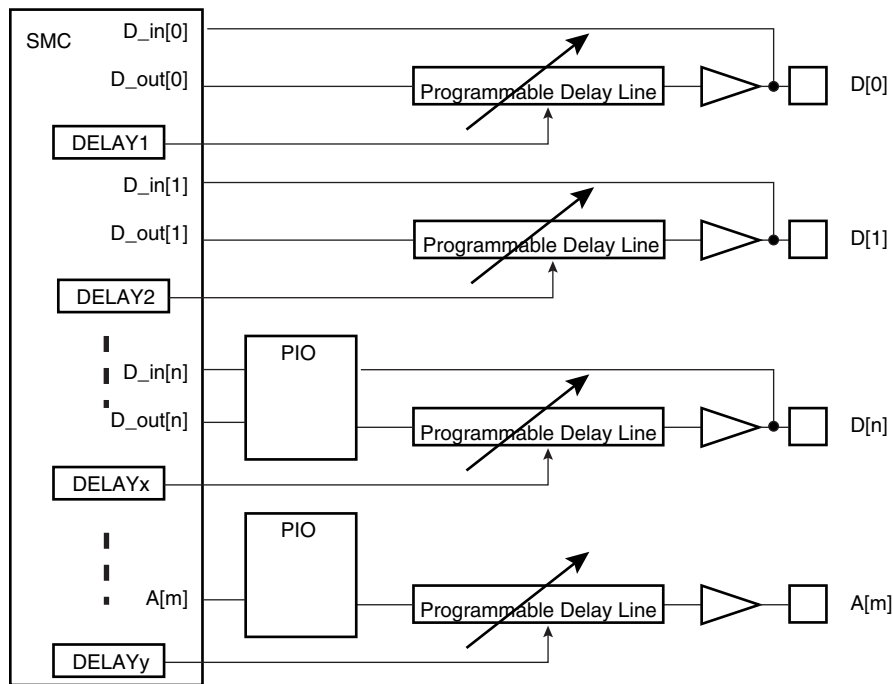 SMC
D_in[0]
D_out[0]
Programmable Delay Line
D[0]
DELAY1
D_in[1]
D_out[1]
Programmable Delay Line
D[1]
DELAY2
PIO
D_in[n]
D_out[n]
Programmable Delay Line
D[n]
DELAYx
PIO
A[m]
Programmable Delay Line
A[m]
DELAYy